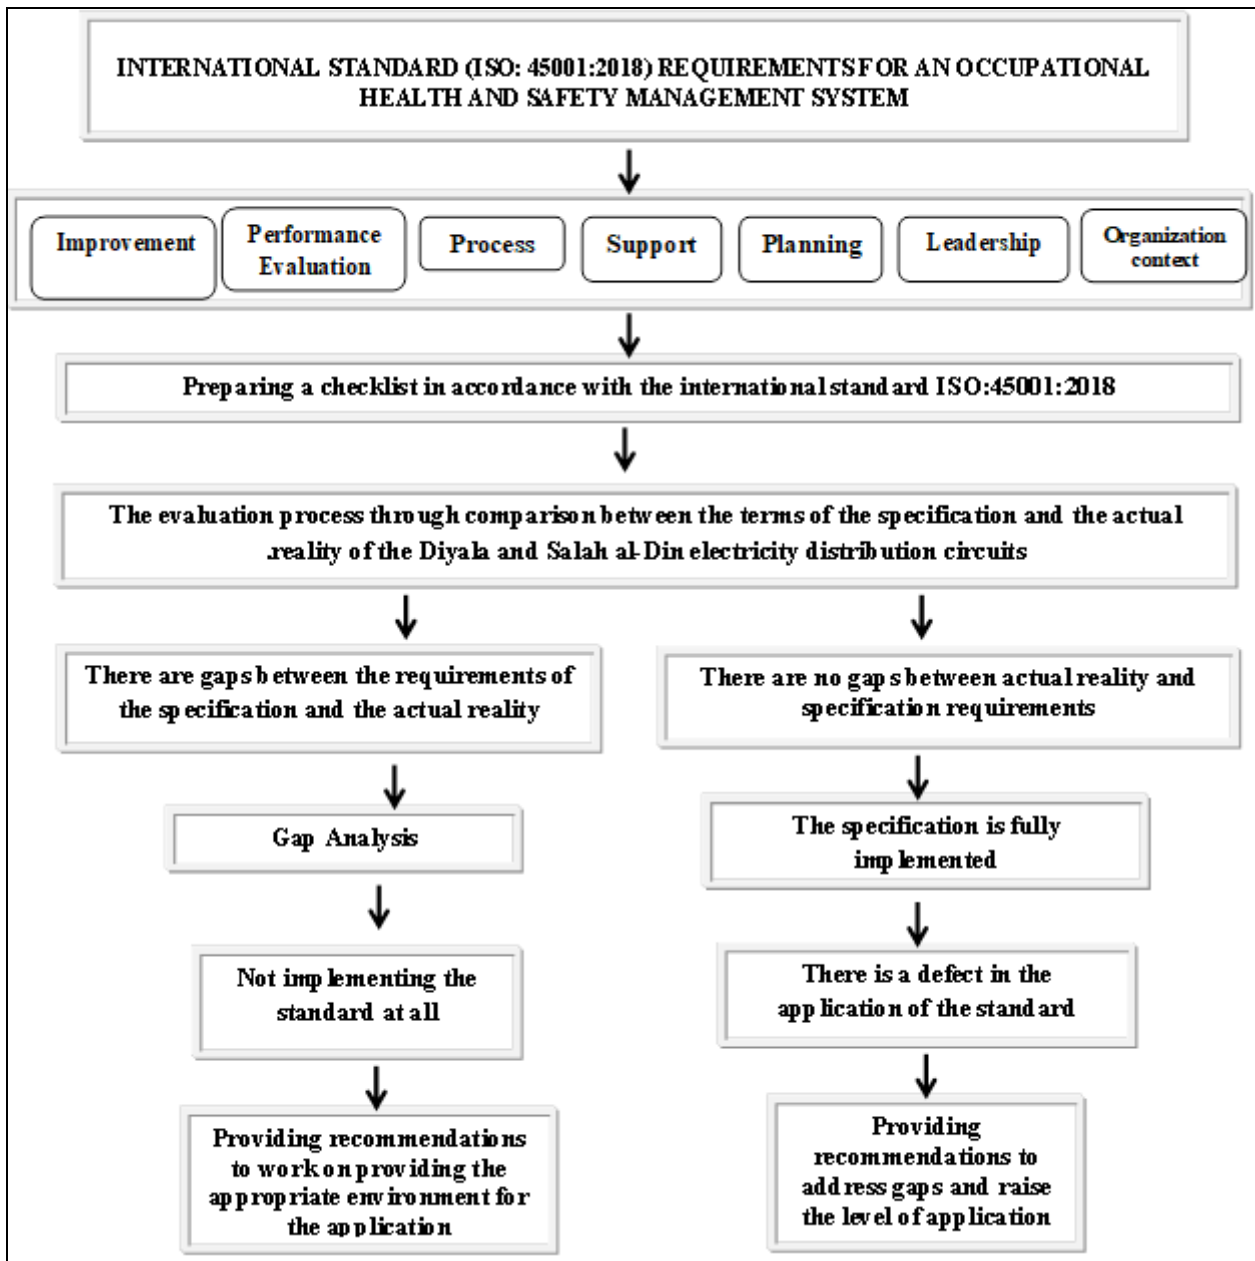 INTERNATIONAL STANDARD (ISO: 45001:2018) REQUIREMENTS FOR AN OCCUPATIONAL
HEALTH AND SAFETY MANAGEMENT SYSTEM
Improvement
Performance
Evaluation
Process
Support
Planning
Leadership
Organization
context
Preparing a checklist in accordance with the international standard ISO:45001:2018
The evaluation process through comparison between the terms of the specification and the actual
.reality of the Diyala and Salah al-Din electricity distribution circuits
There are gaps between the requirements of
the specification and the actual reality
There are no gaps between actual reality and
specification requirements
Gap Analysis
The specification is fully
implemented
Not implementing the
standard at all
There is a defect in the
application of the standard
Providing recommendations
to work on providing the
appropriate environment for
the application
Providing
recommendations to
address gaps and raise
the level of application